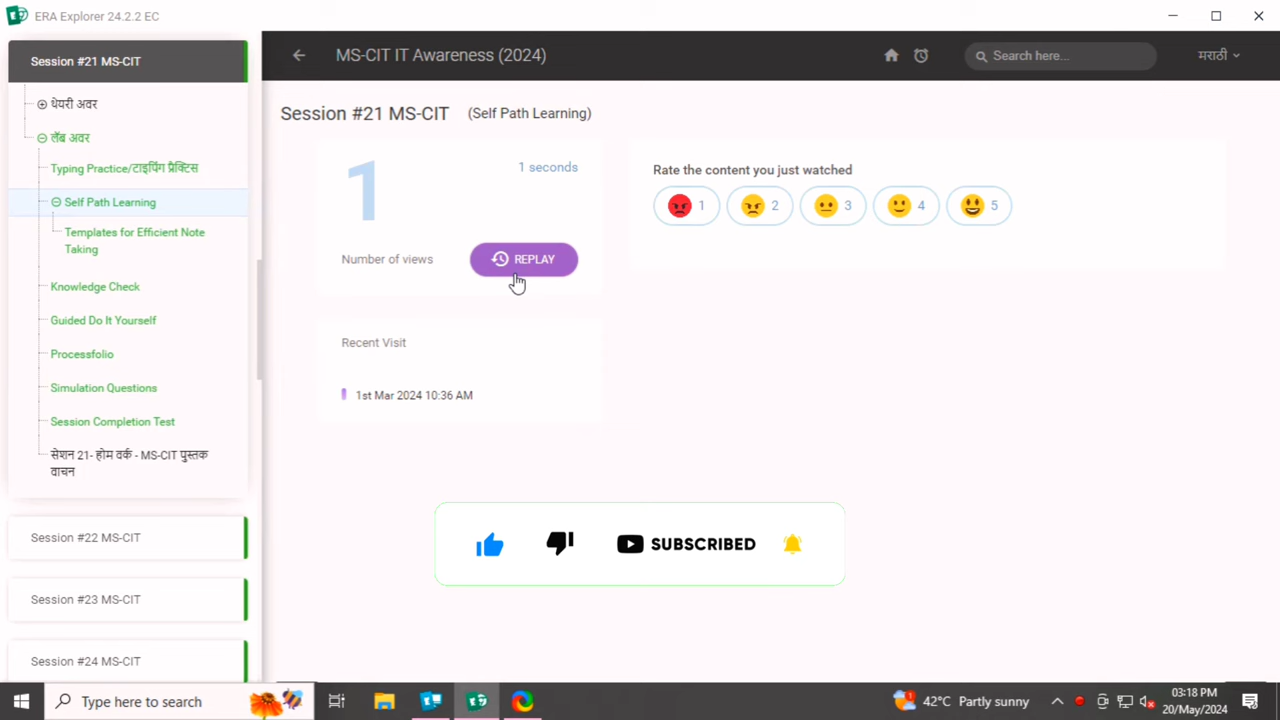 ERA Explorer 24.2.2 EC
Session #21 MS-CIT
थेयरी अवर
लॅब अवर
Typing Practice/टाइपिंग प्रॅक्टिस
Self Path Learning
Templates for Efficient Note
Taking
Knowledge Check
Guided Do It Yourself
Processfolio
Simulation Questions
Session Completion Test
सेशन 21- होम वर्क - MS-CIT पुस्तक
वाचन
Session #22 MS-CIT
Session #23 MS-CIT
Session #24 MS-CIT
MS-CIT IT Awareness (2024)
Search here...
मराठी
Session #21 MS-CIT (Self Path Learning)
1
1 seconds
Number of views
REPLAY
Recent Visit
1st Mar 2024 10:36 AM
Rate the content you just watched
1 2 3 4 5
SUBSCRIBED
Type here to search
42°C Partly sunny
03:18 PM
20/May/2024